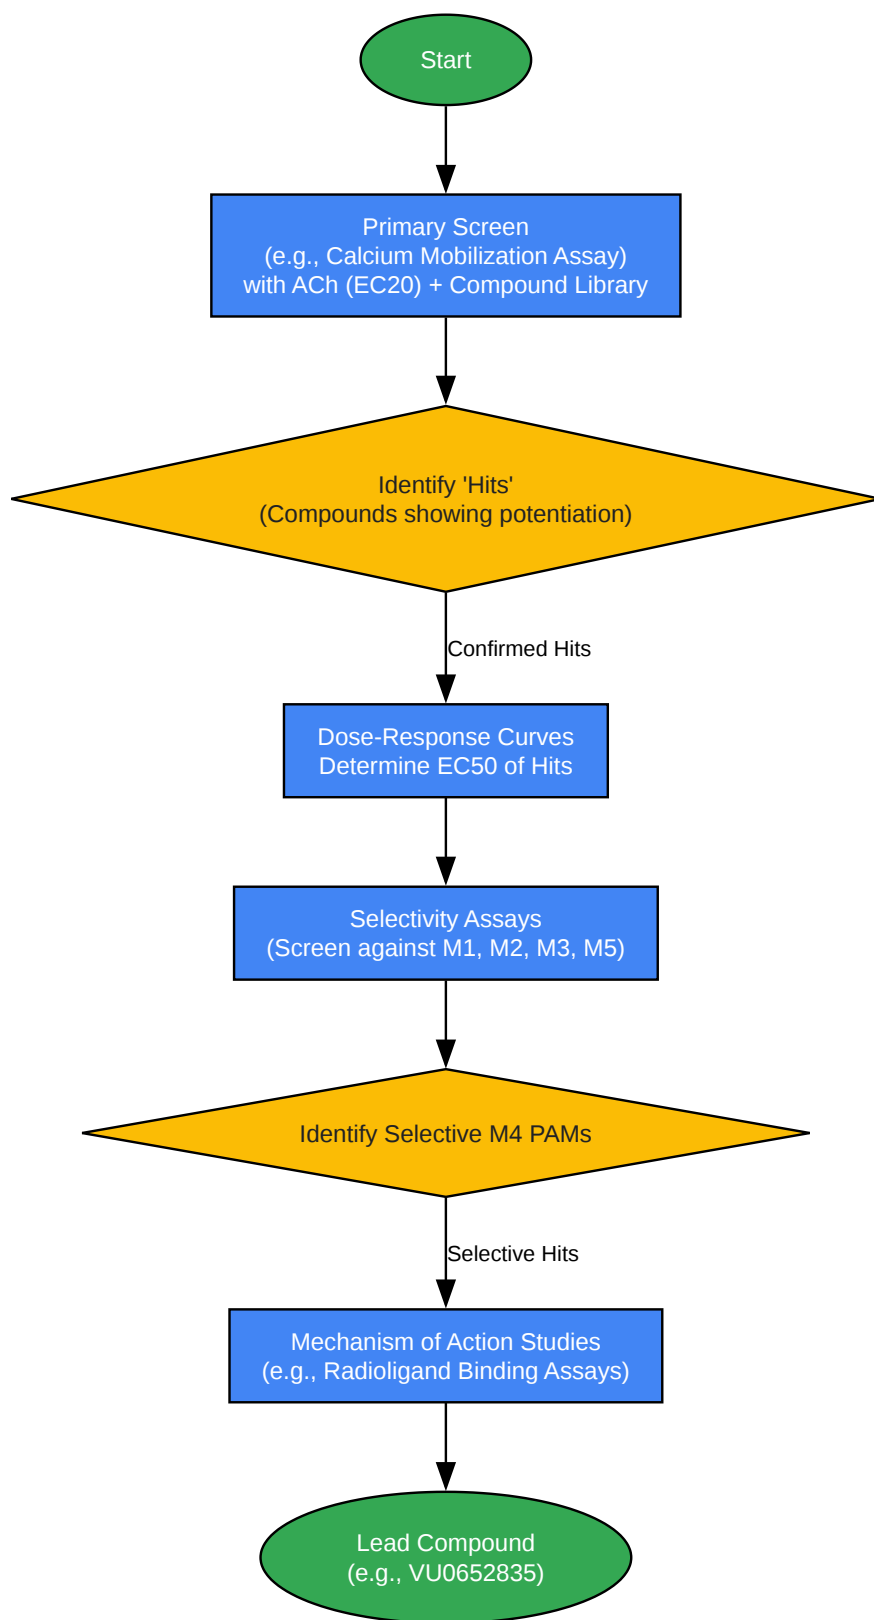 Start
Primary Screen
(e.g., Calcium Mobilization Assay)
with ACh (EC20) + Compound Library
Identify 'Hits'
(Compounds showing potentiation)
Confirmed Hits
Dose-Response Curves
Determine EC50 of Hits
Selectivity Assays
(Screen against M1, M2, M3, M5)
Identify Selective M4 PAMs
Selective Hits
Mechanism of Action Studies
(e.g., Radioligand Binding Assays)
Lead Compound
(e.g., VU0652835)